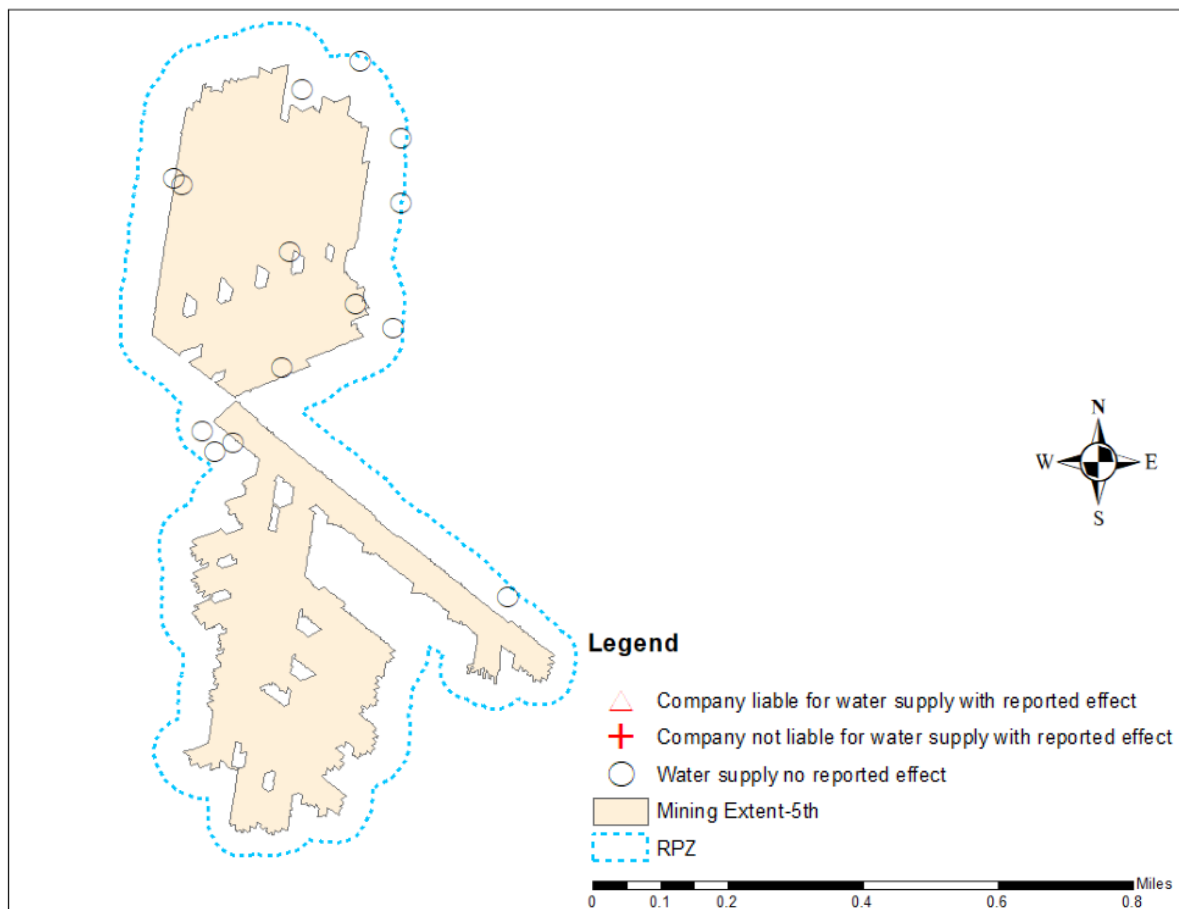 N
W E
S
Legend
Company liable for water supply with reported effect
Company not liable for water supply with reported effect
Water supply no reported effect
Mining Extent-5th
RPZ
Miles
0 0.1 0.2 0.4 0.6 0.8